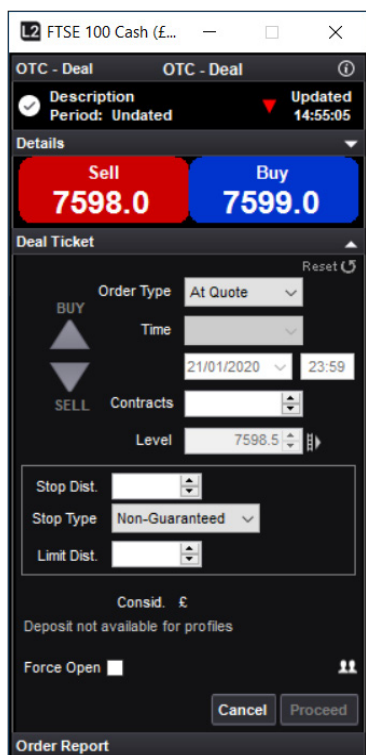 L2 FTSE 100 Cash (£...
OTC - Deal OTC - Deal
Description Updated
Period: Undated 14:55:05
Details
Sell Buy
7598.0 7599.0
Deal Ticket
Reset
Order Type At Quote
BUY
Time
21/01/2020 23:59
SELL Contracts
Level 7598.5
Stop Dist.
Stop Type Non-Guaranteed
Limit Dist.
Consid. £
Deposit not available for profiles
Force Open
Cancel Proceed
Order Report